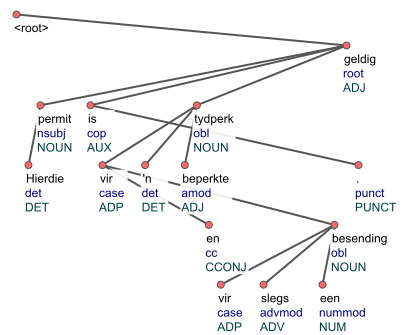 <root>
geldig
root
ADJ
permit is tydperk
nsubj cop obl
NOUN AUX NOUN
Hierdie vir 'n beperkte .
det case det amod punct
DET ADP DET ADJ PUNCT
en besending
cc obl
CCONJ NOUN
vir slegs een
case advmod nummod
ADP ADV NUM